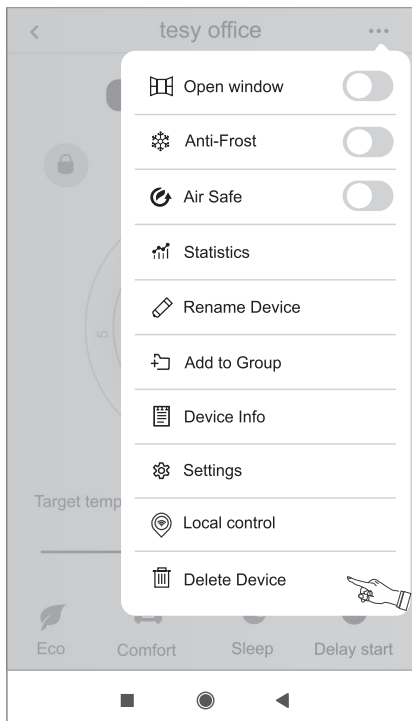 tesy office
Open window
Anti-Frost
Air Safe
Statistics
Rename Device
Add to Group
Device Info
Settings
5
Target temp
Local control
Delete Device
Eco
Comfort
Sleep
Delay start